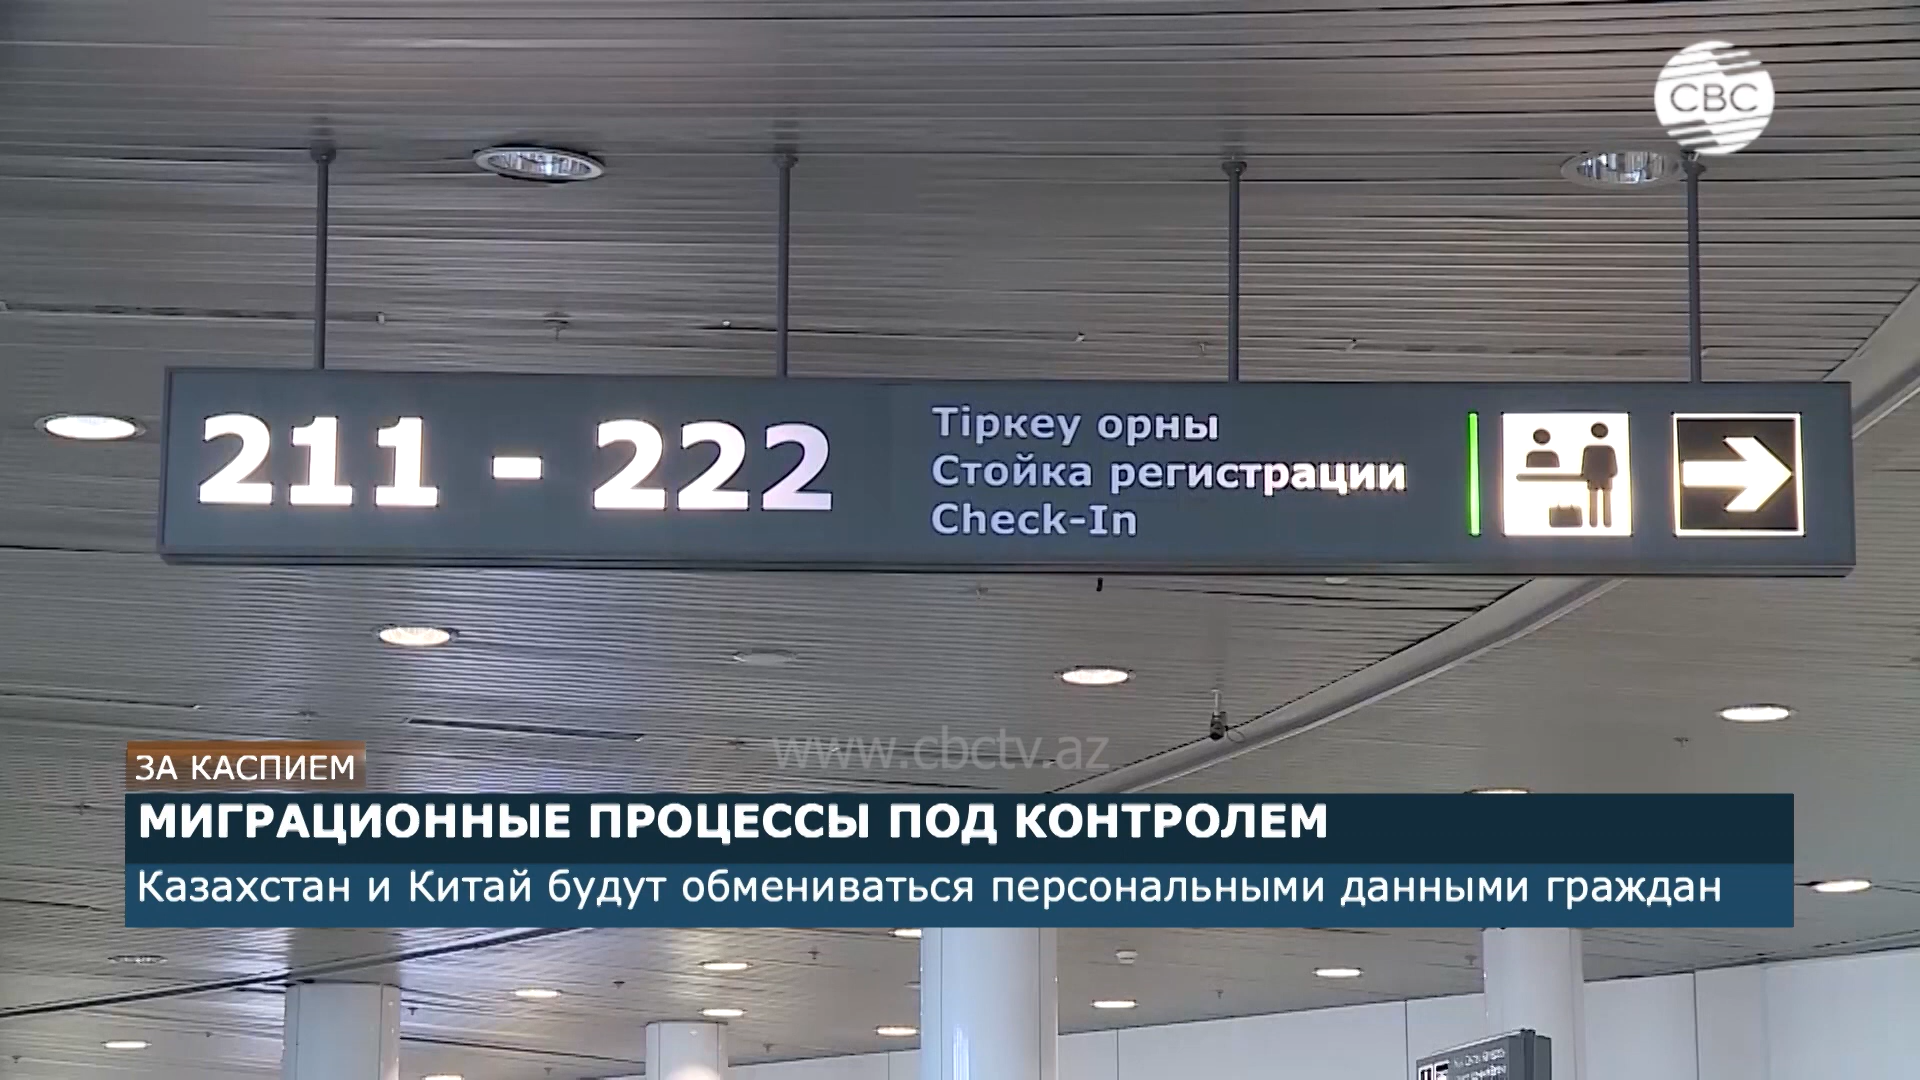 CBC
211 - 222
Тіркеу орны
Стойка регистрации
Check-In
www.cbctv.az
ЗА КАСПИЕМ
МИГРАЦИОННЫЕ ПРОЦЕССЫ ПОД КОНТРОЛЕМ
Казахстан и Китай будут обмениваться персональными данными граждан